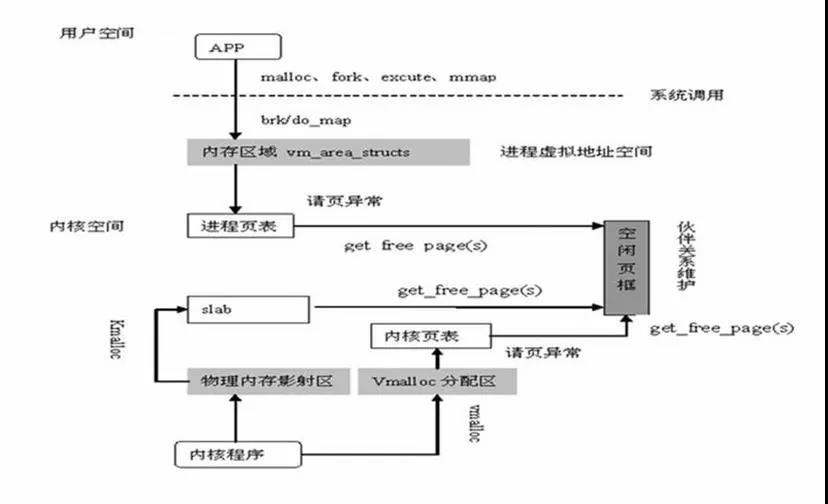 用户空间
APP
malloc、fork、excute、mmap
系统调用
brk/do_map
内存区域 vm_area_structs
进程虚拟地址空间
请页异常
内核空间
进程页表
get free page(s)
空闲页框
伙伴关系维护
slab
get_free_page(s)
Kmalloc
内核页表
get_free_page(s)
请页异常
物理内存影射区
Vmalloc 分配区
vmalloc
内核程序